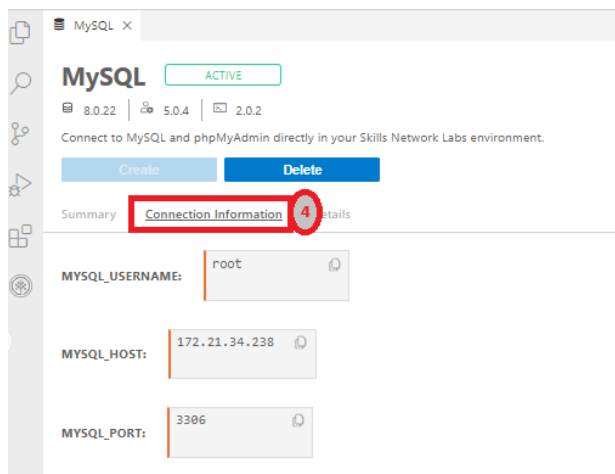 MySQL ×
MySQL ACTIVE
8.0.22 5.0.4 2.0.2
Connect to MySQL and phpMyAdmin directly in your Skills Network Labs environment.
Create Delete
Summary Connection Information 4 etails
MYSQL_USERNAME: root
MYSQL_HOST: 172.21.34.238
MYSQL_PORT: 3306